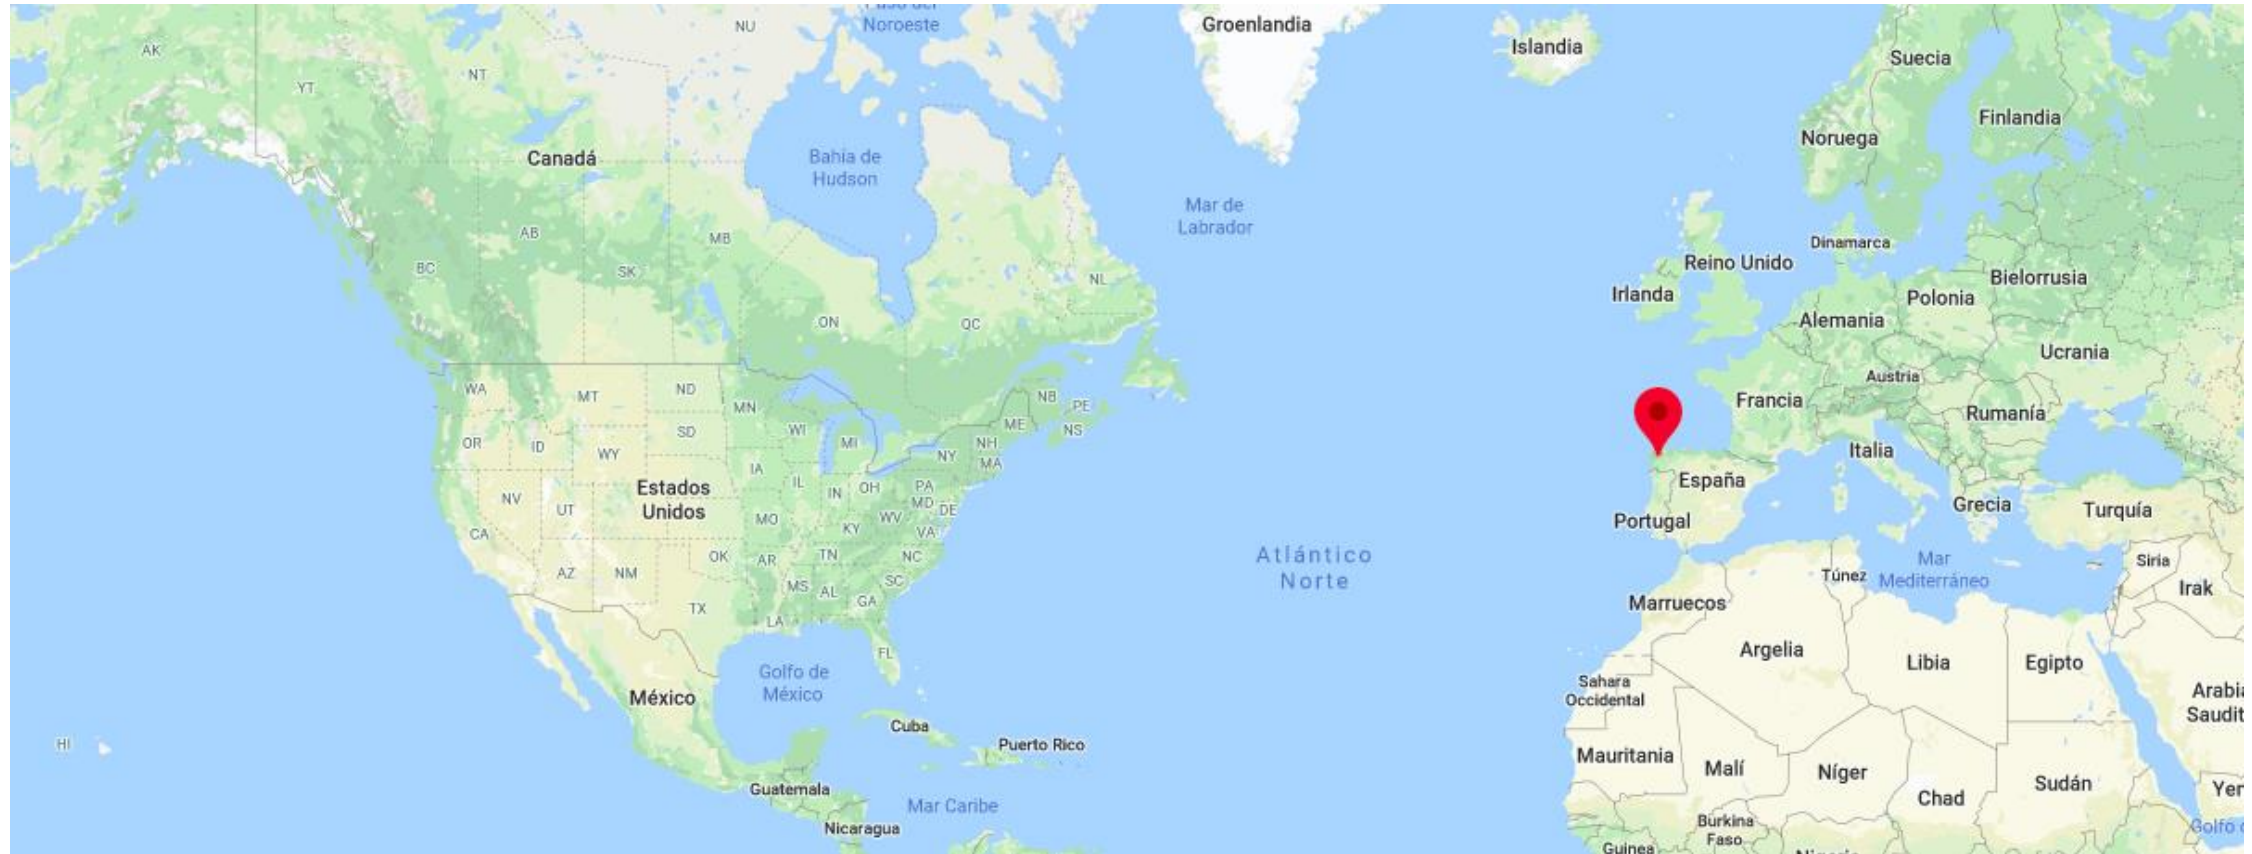 Paso del
Noroeste
Groenlandia
Islandia
Suecia
Finlandia
Noruega
AK
NU
YT
NT
Canadá
Bahía de
Hudson
Mar de
Labrador
AB
MB
BC
SK
NL
ON
QC
Dinamarca
Reino Unido
Irlanda
Bielorrusia
Polonia
Alemania
Ucrania
Austria
Francia
Rumanía
Italia
España
Portugal
Grecia
Turquía
WA
MT
ND
MN
NB
PE
OR
ID
SD
WI
MI
ME
NS
NH
WY
NY
MA
IA
NV
UT
Estados
Unidos
IL
IN
OH
PA
MD
DE
CA
MO
KY
WV
VA
OK
AR
TN
NC
AZ
NM
MS
AL
SC
GA
TX
LA
FL
Atlántico
Norte
Mar
Mediterráneo
Siria
Irak
Túnez
Marruecos
Argelia
Libia
Egipto
Sahara
Occidental
Arabi
Saudit
Golfo de
México
México
Cuba
Puerto Rico
HI
Guatemala
Mar Caribe
Nicaragua
Mauritania
Malí
Níger
Chad
Sudán
Yer
Burkina
Faso
Guinea
Golfo